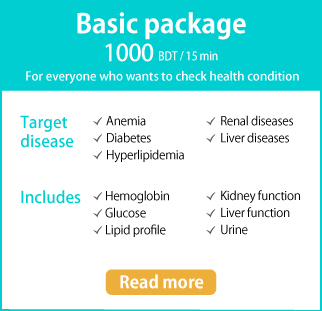 Basic package
1000 BDT / 15 min
For everyone who wants to check health condition
Target
disease
✓ Anemia
✓ Diabetes
✓ Hyperlipidemia
✓ Renal diseases
✓ Liver diseases
Includes
✓ Hemoglobin
✓ Glucose
✓ Lipid profile
✓ Kidney function
✓ Liver function
✓ Urine
Read more